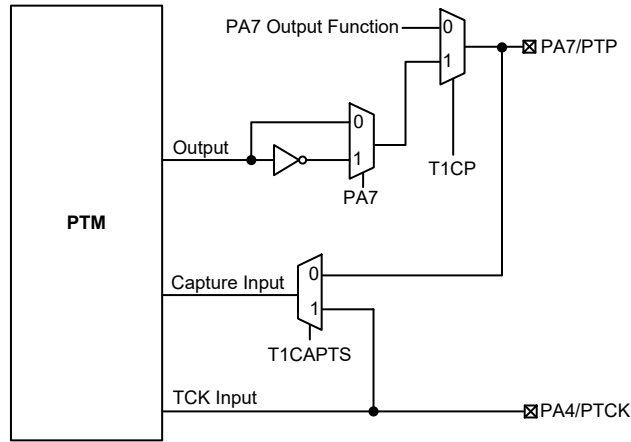 PA7 Output Function
0
1
PA7/PTP
T1CP
Output
0
1
PA7
PTM
Capture Input
0
1
T1CAPTS
TCK Input
PA4/PTCK